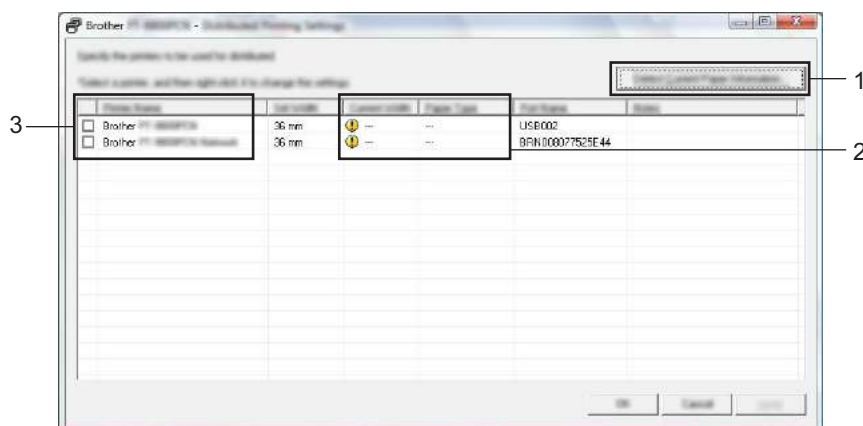 Brother - Distributed Printing Settings
Specify the printers to be used for distributed
*Select a printer, and then right-click it to change the settings
Detect Current Paper Information... 1
Printer Name Set Width Current Width Paper Type Port Name Notes
3 Brother 36 mm --- --- USB002
Brother 36 mm --- --- BRN008077525E44
2
OK Cancel